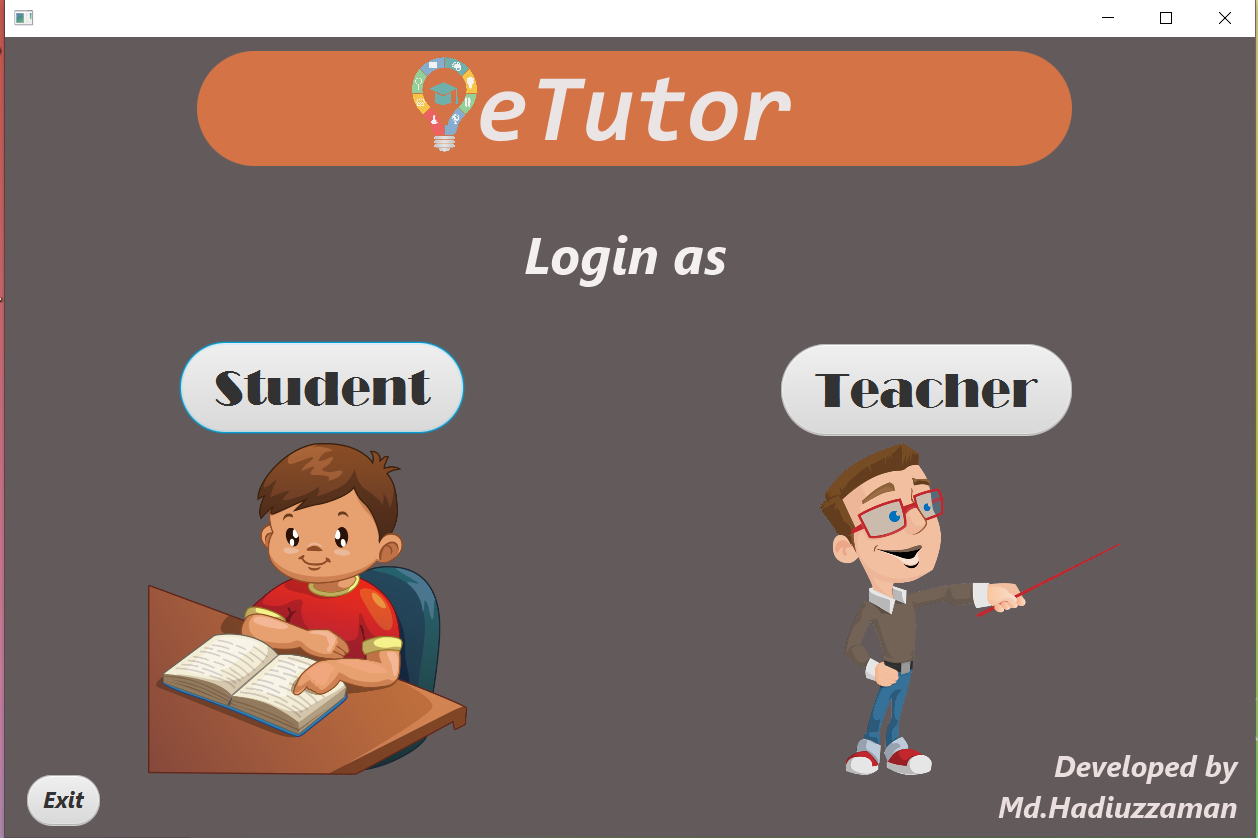 eTutor
Login as
Student
Teacher
Exit
Developed by
Md.Hadiuzzaman